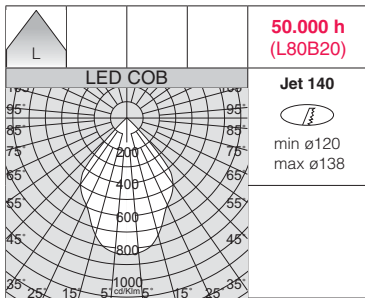 50.000 h
(L80B20)
L
LED COB
Jet 140
min ø120
max ø138
105° 105°
95° 95°
85° 85°
75° 75°
65° 65°
55° 55°
45° 45°
35° 35°
25° 15° 5° 5° 15° 25°
200
400
600
800
1000
cd/Klm